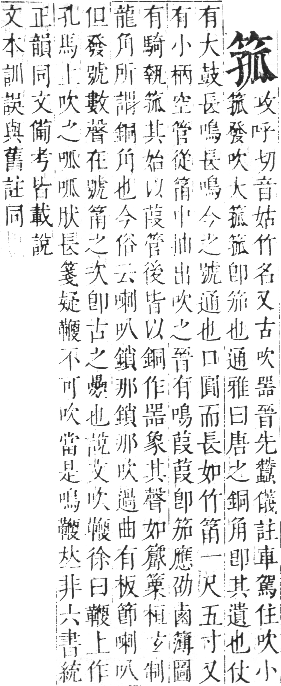 箛
攻呼切音姑竹名又古吹器晉先蠶儀註車駕住吹小
箛發吹大箛箛卽笳也通雅曰唐之銅角卽其遺也仗
有大鼓長鳴長鳴今之號通也口圓而長如竹筩一尺五寸又
有小柄空管從筩中抽出吹之晉有鳴葭葭卽笳應劭鹵簿圖
有騎執箛其始以葭管後皆以銅作器象其聲如簸篥桓玄制
龍角所謂銅角也今俗云喇叭鎖那鎖那吹過曲有板節喇叭
但發號數聲在號筩之次卽古之㷱也說文吹鞭徐曰鞭上作
孔馬上吹之呱呱狀長箋疑鞭不可吹當是鳴鞭𠀤非六書統
正韻同文備考皆載說
文本訓誤與舊註同